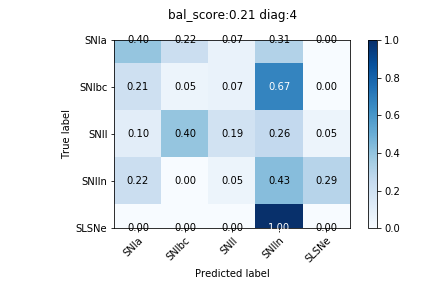 bal_score:0.21 diag:4
True label
SNIa 0.40 0.22 0.07 0.31 0.00
SNIbc 0.21 0.05 0.07 0.67 0.00
SNII 0.10 0.40 0.19 0.26 0.05
SNIIn 0.22 0.00 0.05 0.43 0.29
SLSNe 0.00 0.00 0.00 1.00 0.00
SNIa SNIbc SNII SNIIn SLSNe
Predicted label
1.0
0.8
0.6
0.4
0.2
0.0